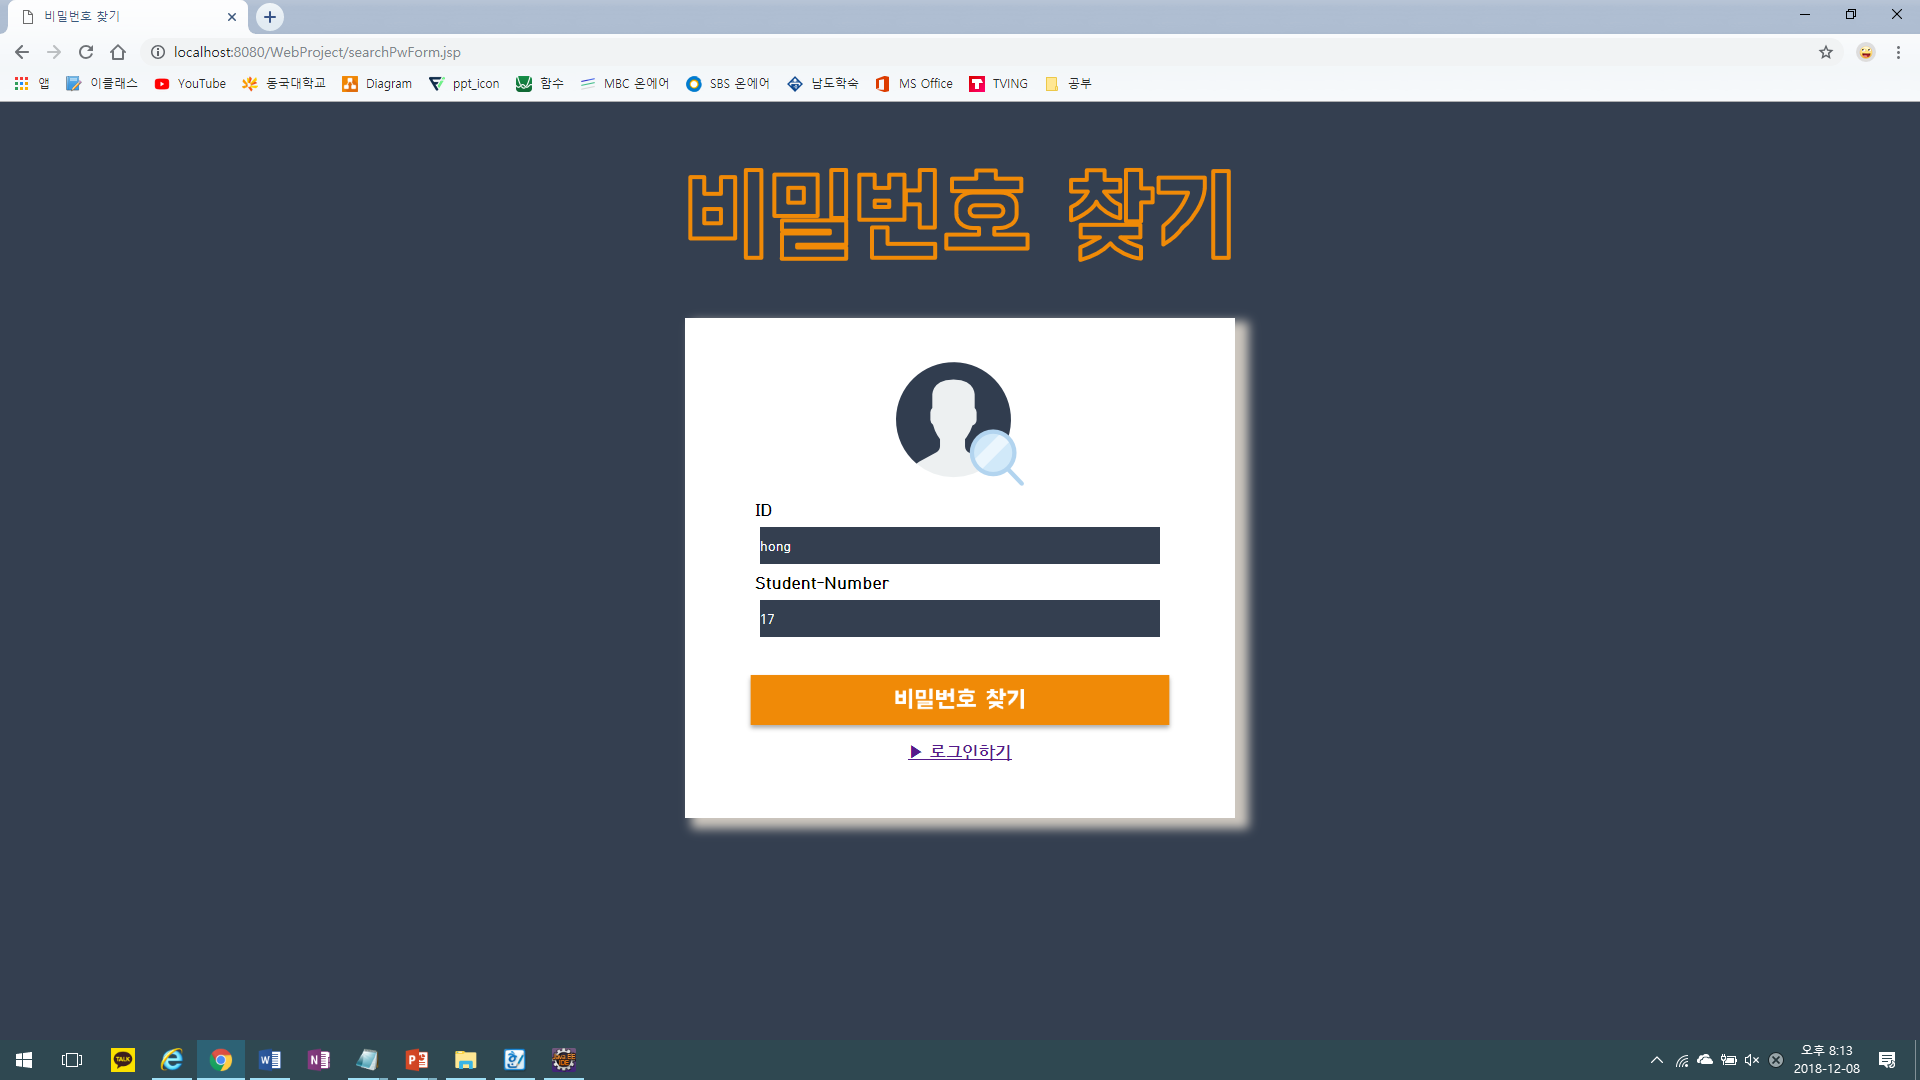 비밀번호 찾기
localhost:8080/WebProject/searchPwForm.jsp
앱 이클래스 YouTube 동국대학교 Diagram ppt_icon 함수 MBC 온에어 SBS 온에어 남도학숙 MS Office TVING 공부
비밀번호 찾기
ID
hong
Student-Number
17
비밀번호 찾기
▶ 로그인하기
TALK
오후 8:13
2018-12-08